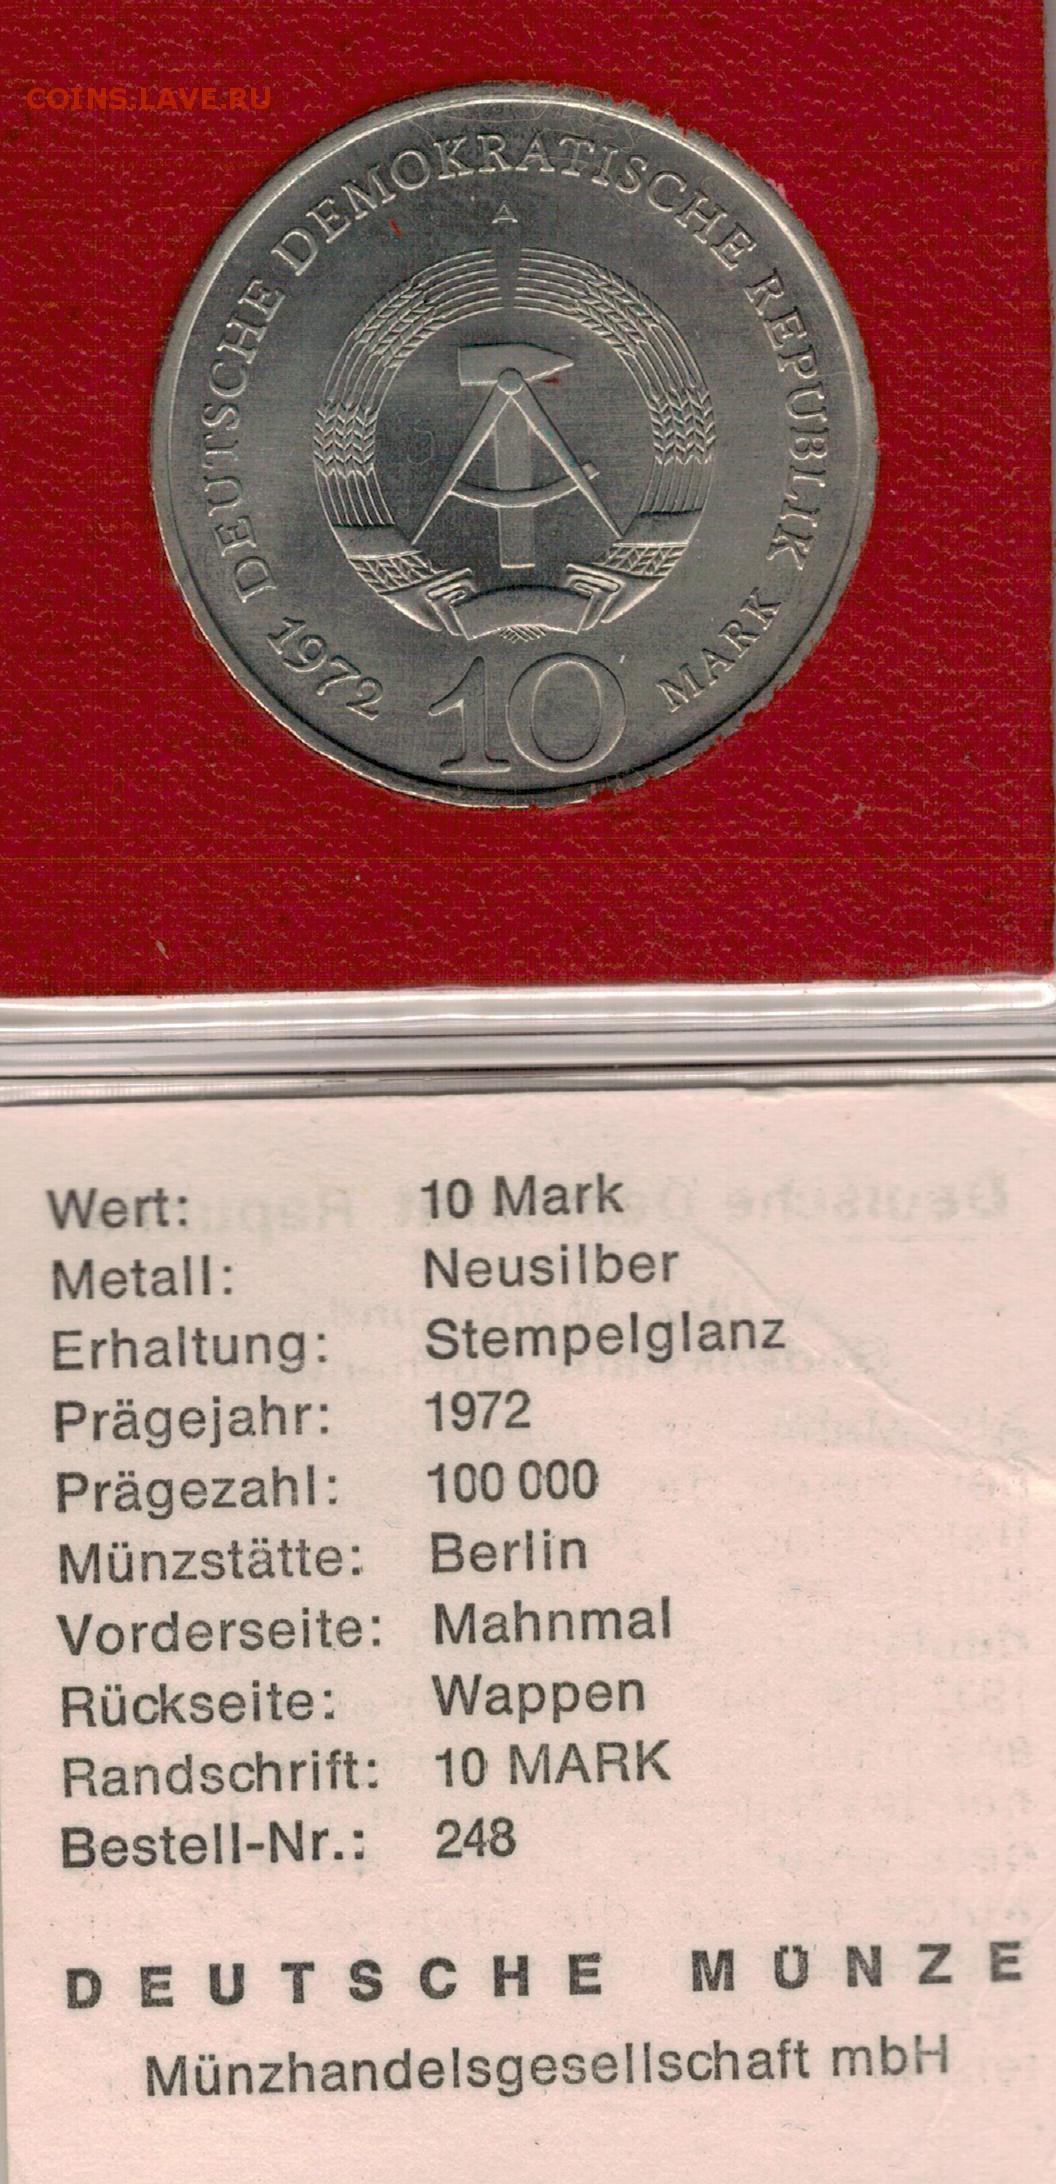 COINS.LAVE.RU
DEUTSCHE DEMOKRATISCHE REPUBLIK
A
1972
10
MARK
Wert: 10 Mark
Metall: Neusilber
Erhaltung: Stempelglanz
Prägejahr: 1972
Prägezahl: 100 000
Münzstätte: Berlin
Vorderseite: Mahnmal
Rückseite: Wappen
Randschrift: 10 MARK
Bestell-Nr.: 248
DEUTSCHE MÜNZE
Münzhandelsgesellschaft mbH